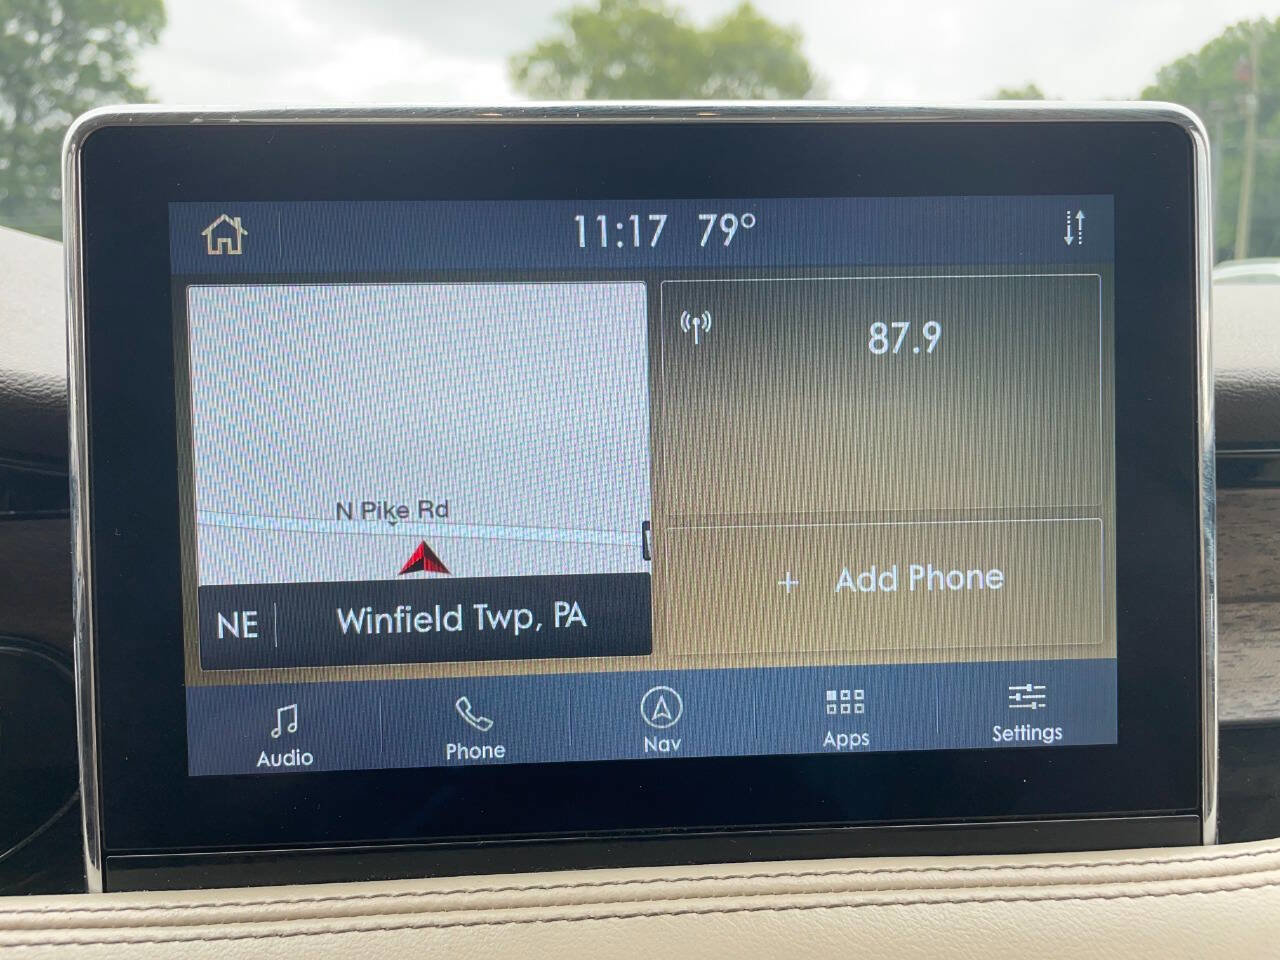 11:17 79°
87.9
N Pike Rd
+ Add Phone
NE Winfield Twp, PA
Audio
Phone
Nav
Apps
Settings